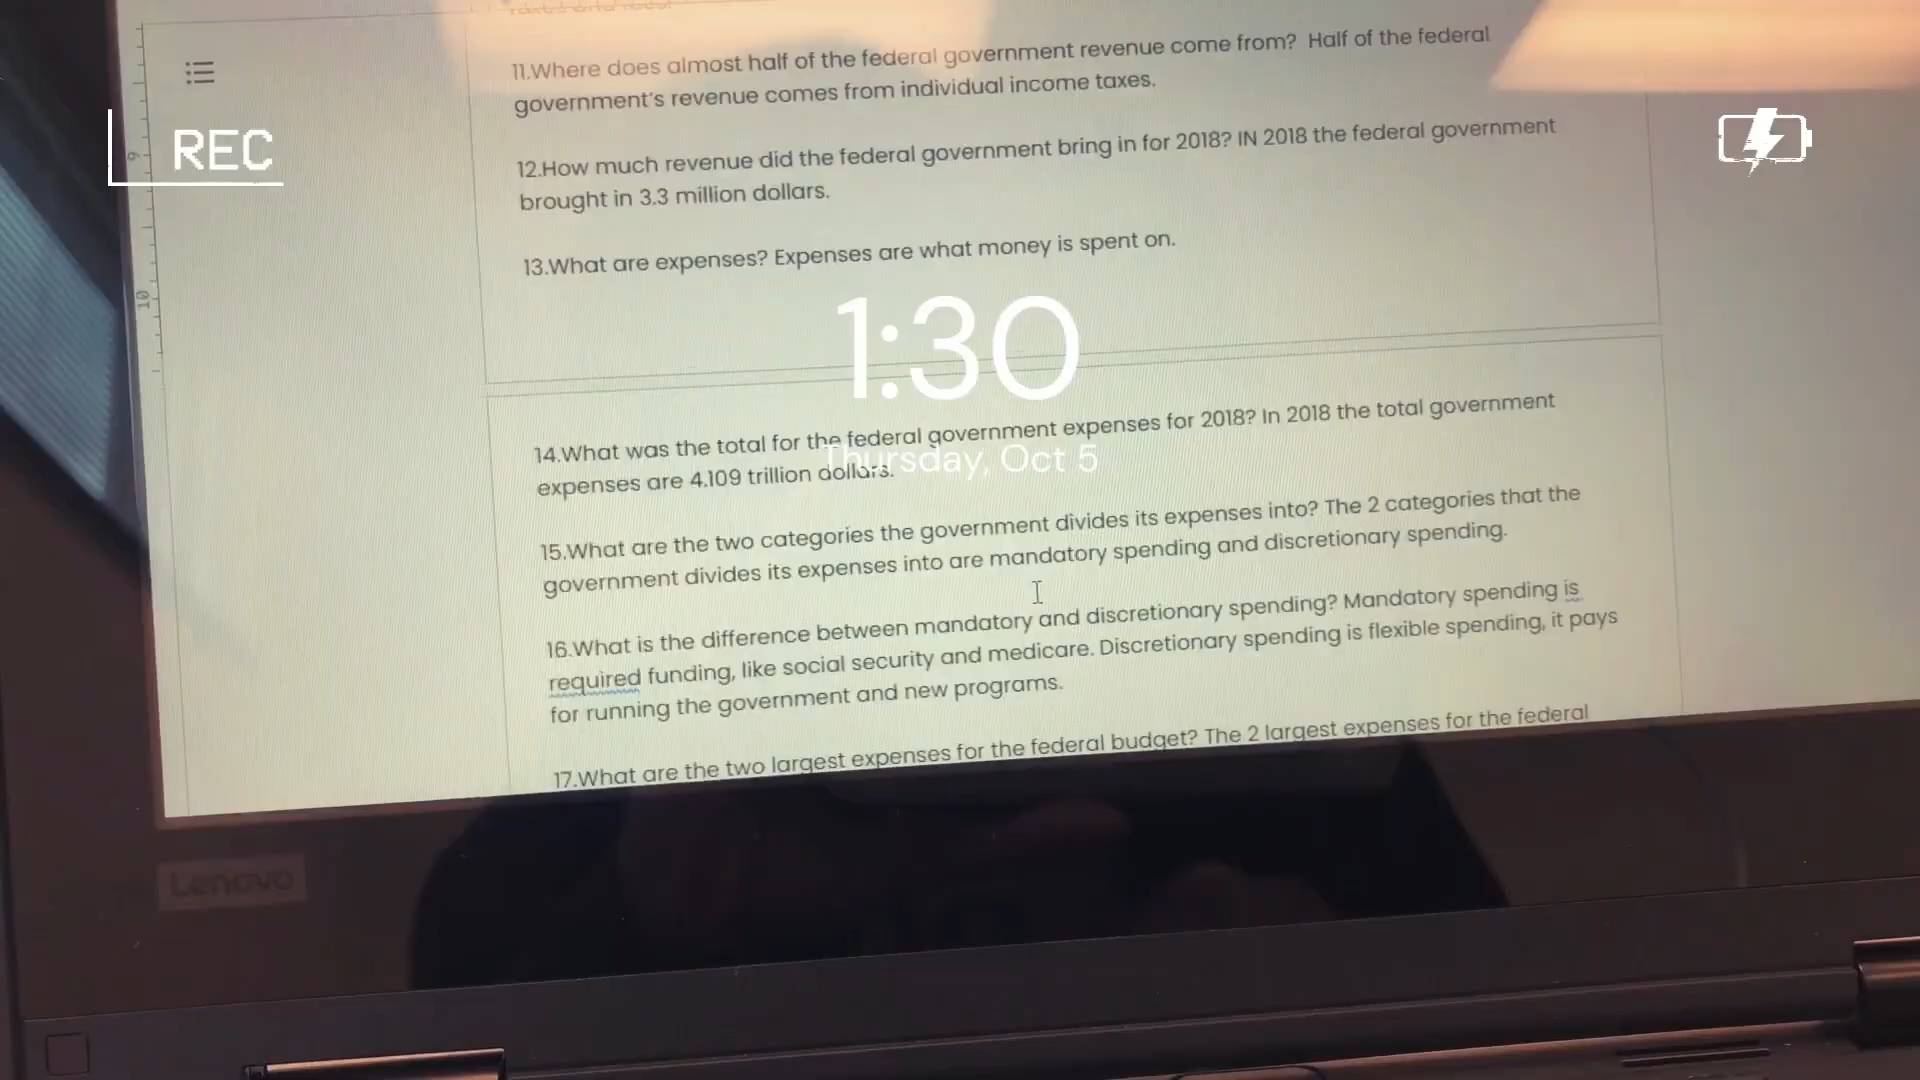 11.Where does almost half of the federal government revenue come from? Half of the federal
government's revenue comes from individual income taxes.
REC
12.How much revenue did the federal government bring in for 2018? IN 2018 the federal government
brought in 3.3 million dollars.
13.What are expenses? Expenses are what money is spent on.
10
1:30
14.What was the total for the federal government expenses for 2018? In 2018 the total government
expenses are 4.109 trillion dollars.
Thursday, Oct 5
15.What are the two categories the government divides its expenses into? The 2 categories that the
government divides its expenses into are mandatory spending and discretionary spending.
16.What is the difference between mandatory and discretionary spending? Mandatory spending is
required funding, like social security and medicare. Discretionary spending is flexible spending, it pays
for running the government and new programs.
17.What are the two largest expenses for the federal budget? The 2 largest expenses for the federal
Lenovo